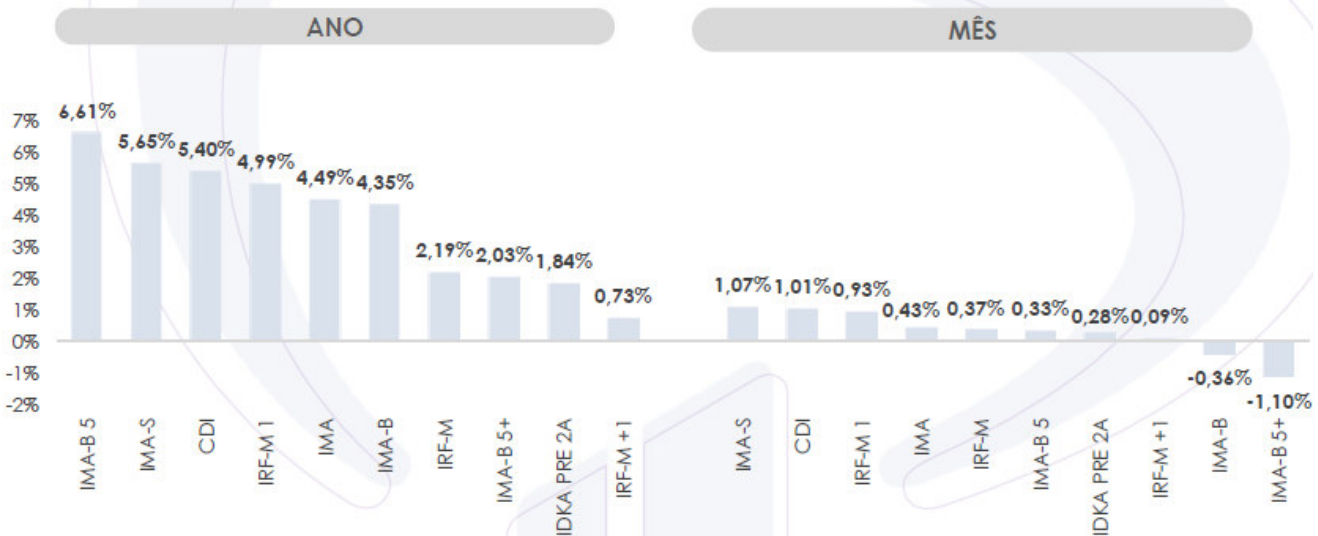 ANO
7%
6%
5%
4%
3%
2%
1%
0%
-1%
-2%
6,61%
5,65%
5,40%
4,99%
4,49%
4,35%
2,19%
2,03%
1,84%
0,73%
IMA-B 5
IMA-S
CDI
IRF-M 1
IMA
IMA-B
IRF-M
IMA-B 5+
IDKA PRE 2A
IRF-M +1
MÊS
1,07%
1,01%
0,93%
0,43%
0,37%
0,33%
0,28%
0,09%
-0,36%
-1,10%
IMA-S
CDI
IRF-M 1
IMA
IRF-M
IMA-B 5
IDKA PRE 2A
IRF-M +1
IMA-B
IMA-B 5+